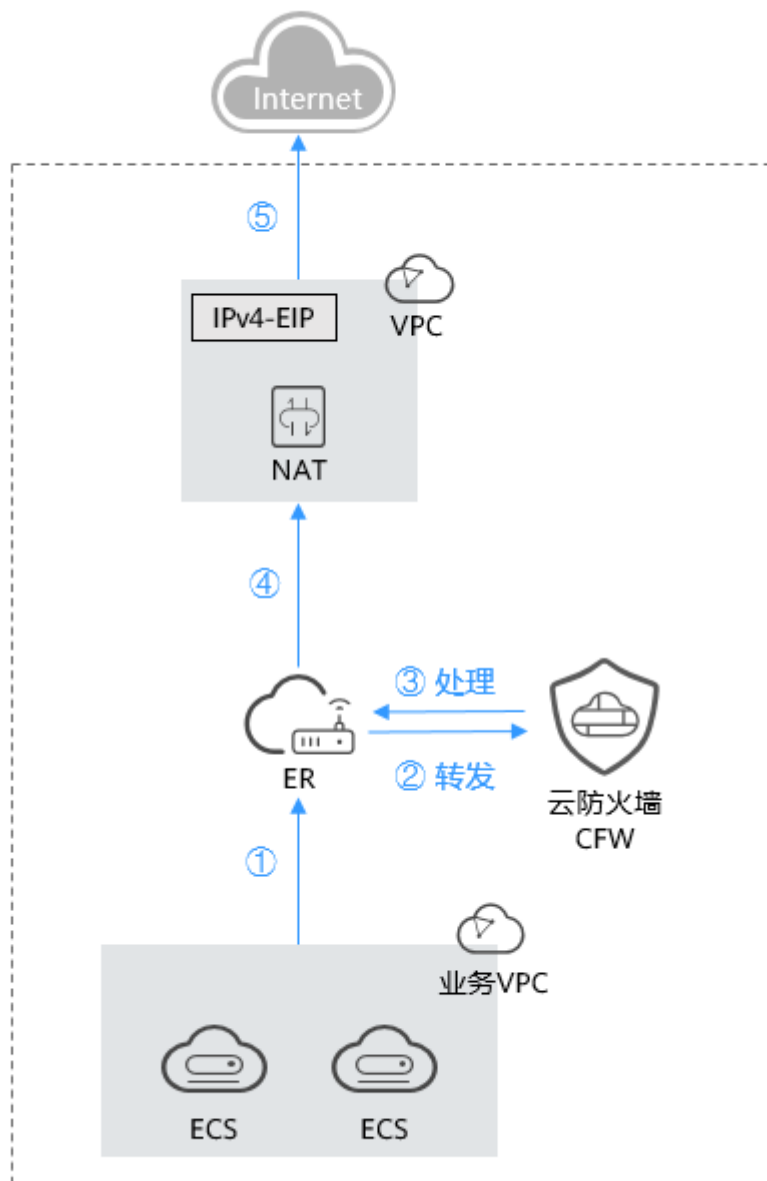 Internet
⑤
IPv4-EIP
VPC
NAT
④
③ 处理
② 转发
ER
云防火墙
CFW
①
业务VPC
ECS
ECS